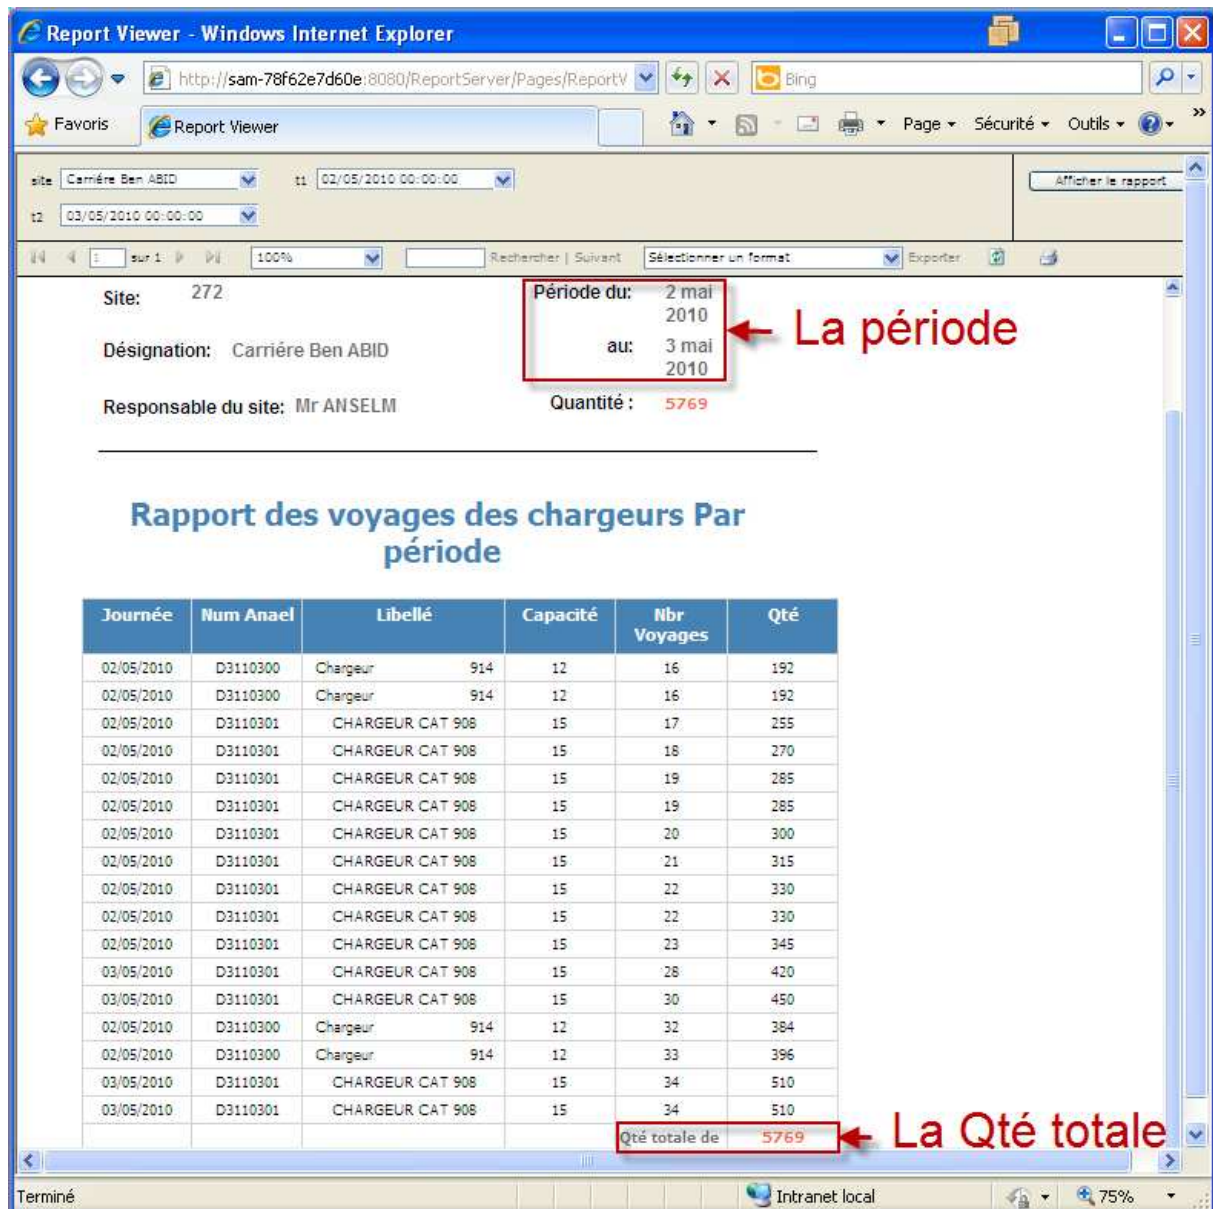 Report Viewer - Windows Internet Explorer
http://sam-78f62e7d60e:8080/ReportServer/Pages/ReportV Bing
Favoris Report Viewer Page Sécurité Outils »
site Carriére Ben ABID t1 02/05/2010 00:00:00 Afficher le rapport
t2 03/05/2010 00:00:00
1 sur 1 100% Rechercher | Suivant Sélectionner un format Exporter
Site: 272 Période du: 2 mai
2010
La période
Désignation: Carriére Ben ABID au: 3 mai
2010
Responsable du site: Mr ANSELM Quantité : 5769
Rapport des voyages des chargeurs Par
période
Journée Num Anael Libellé Capacité Nbr Voyages Qté
02/05/2010 D3110300 Chargeur 914 12 16 192
02/05/2010 D3110300 Chargeur 914 12 16 192
02/05/2010 D3110301 CHARGEUR CAT 908 15 17 255
02/05/2010 D3110301 CHARGEUR CAT 908 15 18 270
02/05/2010 D3110301 CHARGEUR CAT 908 15 19 285
02/05/2010 D3110301 CHARGEUR CAT 908 15 19 285
02/05/2010 D3110301 CHARGEUR CAT 908 15 20 300
02/05/2010 D3110301 CHARGEUR CAT 908 15 21 315
02/05/2010 D3110301 CHARGEUR CAT 908 15 22 330
02/05/2010 D3110301 CHARGEUR CAT 908 15 22 330
02/05/2010 D3110301 CHARGEUR CAT 908 15 23 345
03/05/2010 D3110301 CHARGEUR CAT 908 15 28 420
03/05/2010 D3110301 CHARGEUR CAT 908 15 30 450
02/05/2010 D3110300 Chargeur 914 12 32 384
02/05/2010 D3110300 Chargeur 914 12 33 396
03/05/2010 D3110301 CHARGEUR CAT 908 15 34 510
03/05/2010 D3110301 CHARGEUR CAT 908 15 34 510
Qté totale de 5769 La Qté totale
Terminé Intranet local 75%